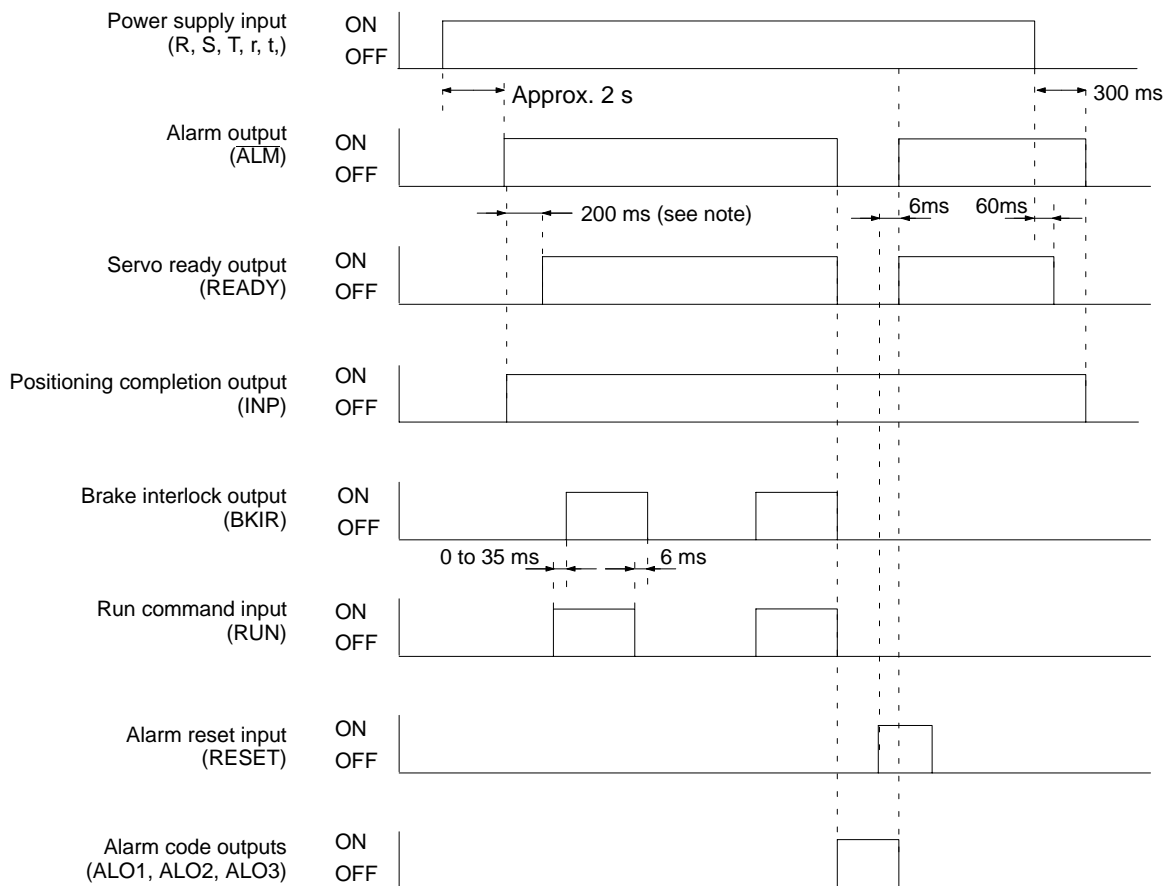 Power supply input
(R, S, T, r, t,)
ON
OFF
Approx. 2 s
300 ms
Alarm output
(ALM)
ON
OFF
200 ms (see note)
6ms
60ms
Servo ready output
(READY)
ON
OFF
Positioning completion output
(INP)
ON
OFF
Brake interlock output
(BKIR)
ON
OFF
0 to 35 ms
6 ms
Run command input
(RUN)
ON
OFF
Alarm reset input
(RESET)
ON
OFF
Alarm code outputs
(ALO1, ALO2, ALO3)
ON
OFF